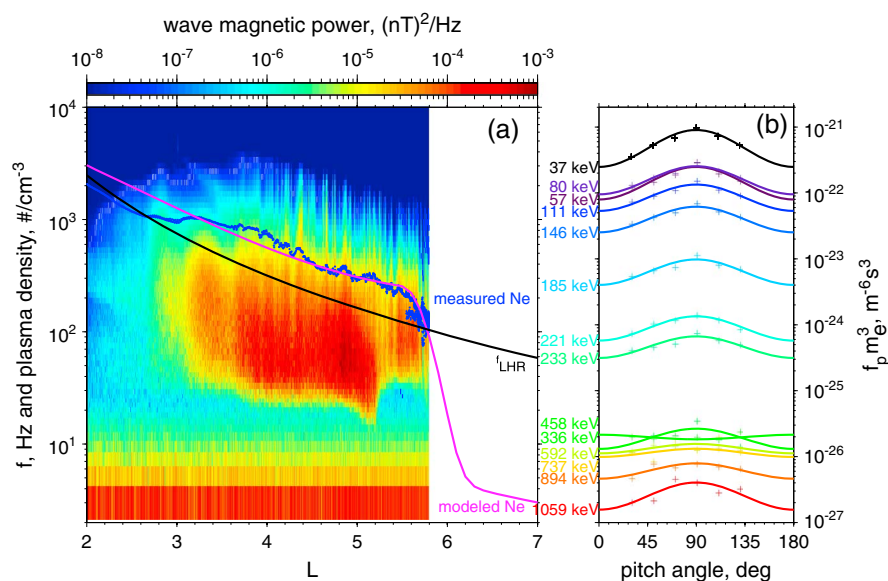 wave magnetic power, (nT)²/Hz
10⁻⁸ 10⁻⁷ 10⁻⁶ 10⁻⁵ 10⁻⁴ 10⁻³
(a)
(b)
f, Hz and plasma density, #/cm⁻³
10⁴
10³
10²
10¹
measured Ne
fLHR
modeled Ne
2 3 4 5 6 7
L
37 keV
80 keV
57 keV
111 keV
146 keV
185 keV
221 keV
233 keV
458 keV
336 keV
592 keV
737 keV
894 keV
1059 keV
10⁻²¹
10⁻²²
10⁻²³
10⁻²⁴
10⁻²⁵
10⁻²⁶
10⁻²⁷
fₚ mₑ³, m⁻⁶s³
0 45 90 135 180
pitch angle, deg